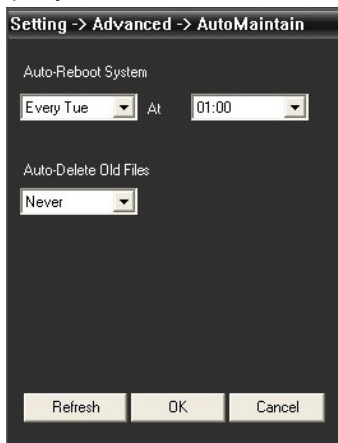 Setting -> Advanced -> AutoMaintain
Auto-Reboot System
Every Tue At 01:00
Auto-Delete Old Files
Never
Refresh OK Cancel